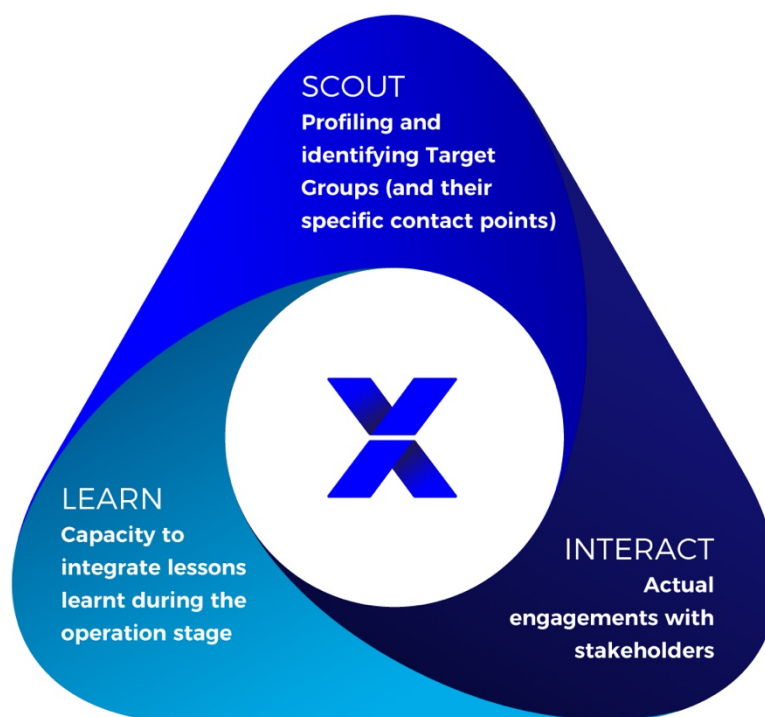 SCOUT
Profiling and
identifying Target
Groups (and their
specific contact points)
LEARN
Capacity to
integrate lessons
learnt during the
operation stage
INTERACT
Actual
engagements with
stakeholders